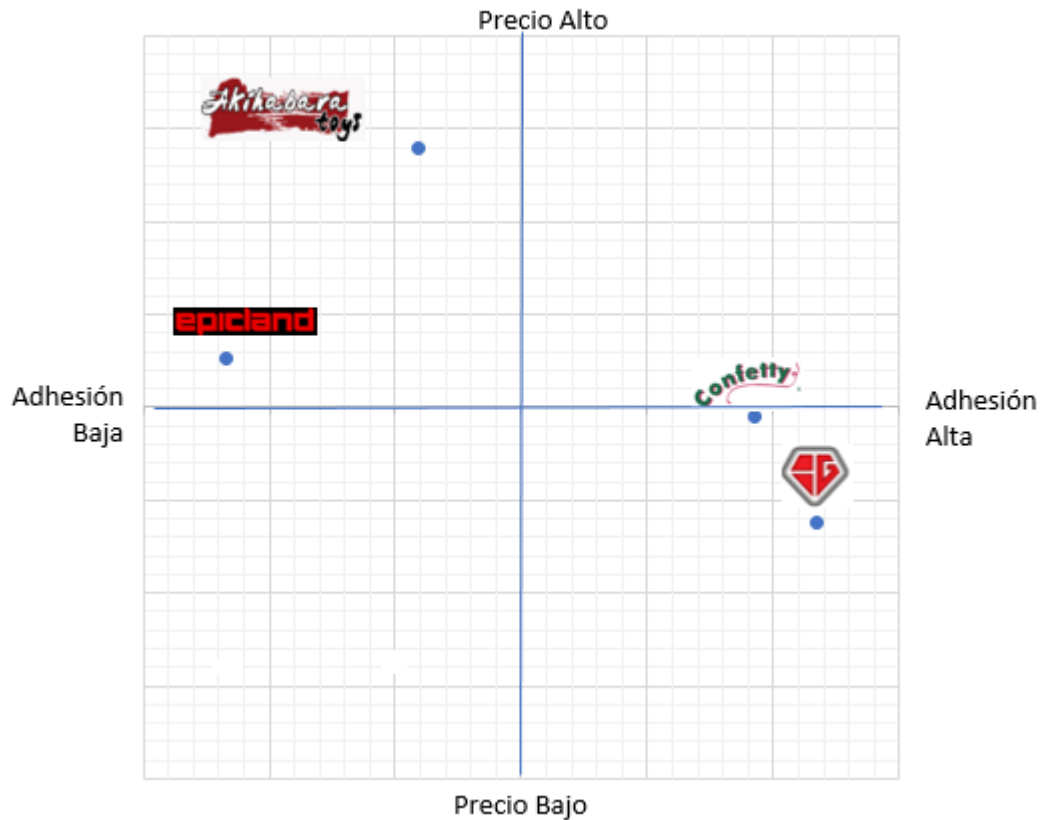 Precio Alto
Akihabara
toys
epicland
Confetty
Adhesión
Baja
Adhesión
Alta
Precio Bajo